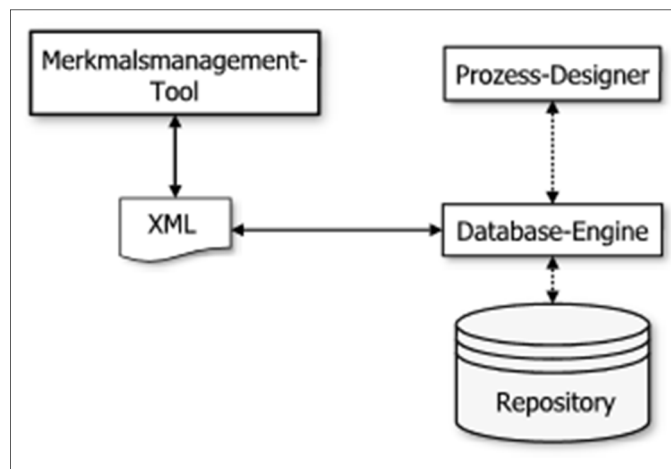 Merkmalsmanagement-
Tool
Prozess-Designer
XML
Database-Engine
Repository